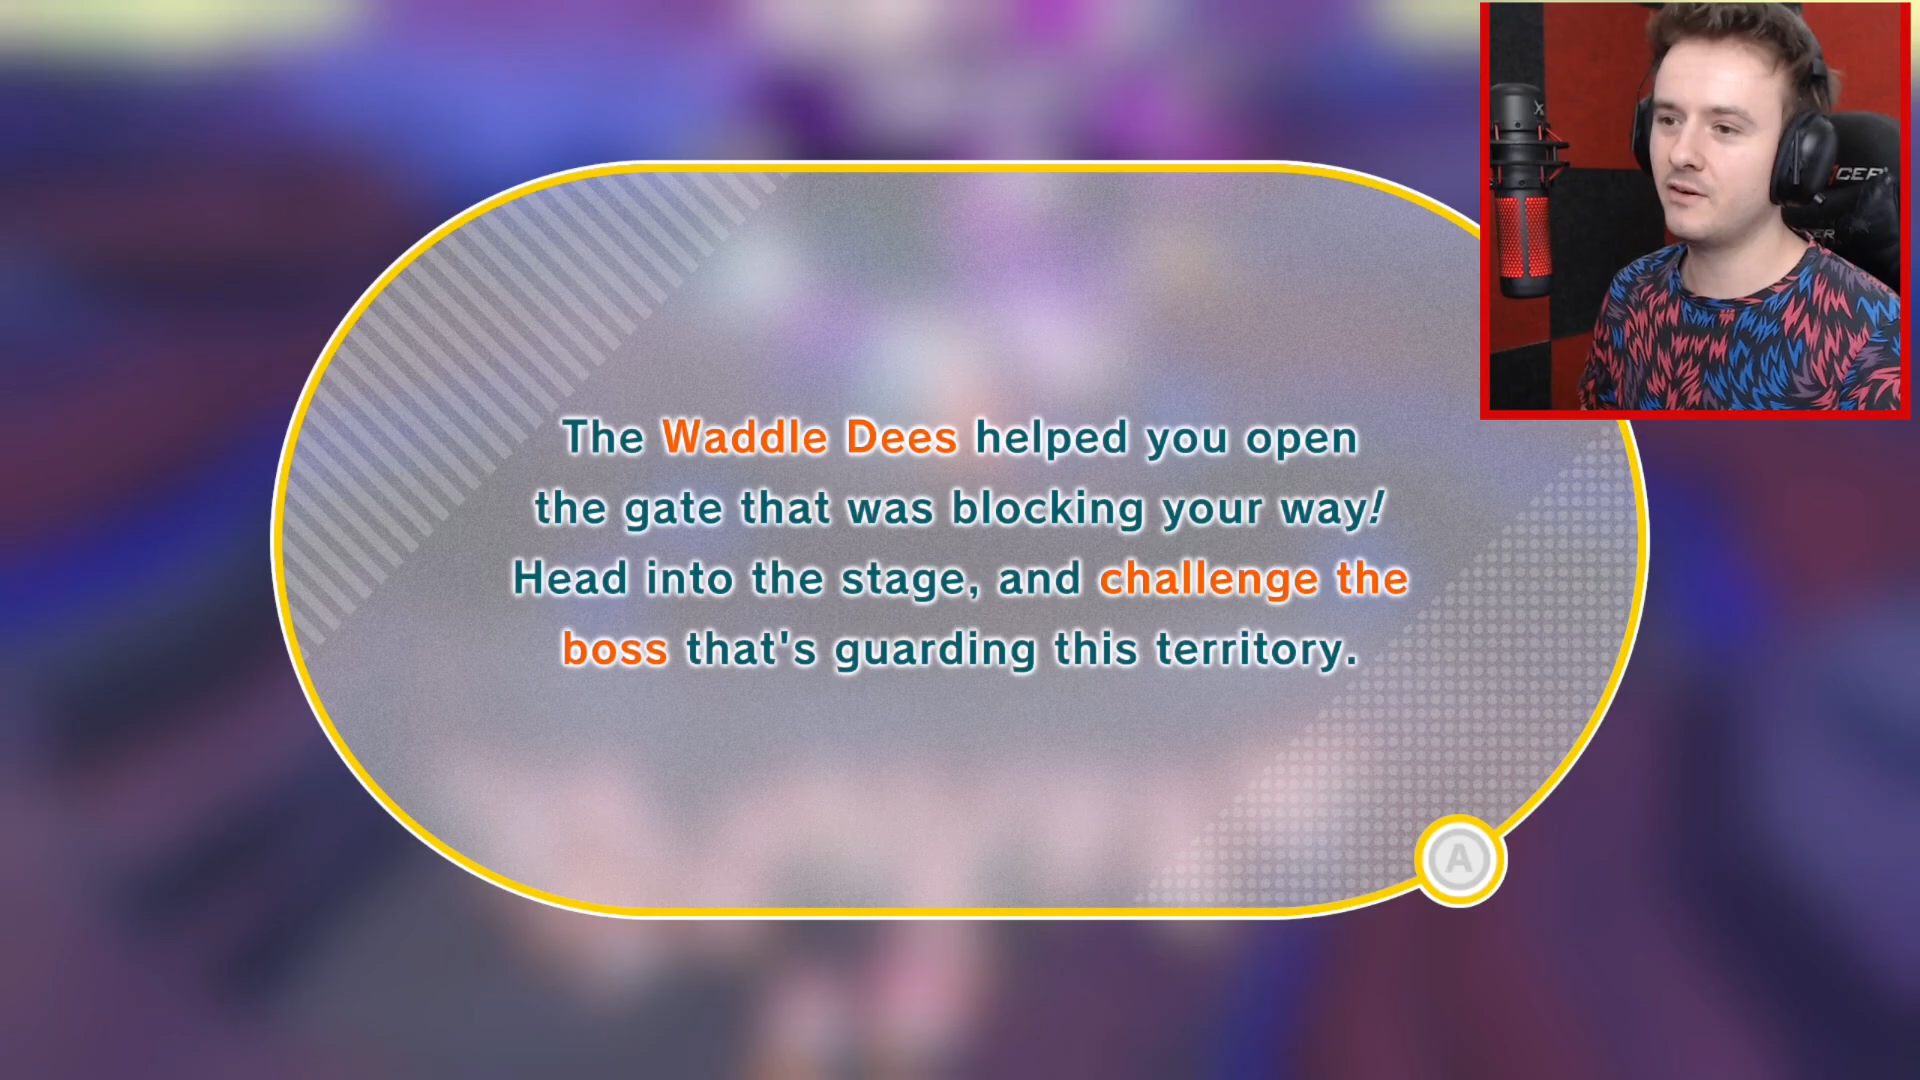 The Waddle Dees helped you open
the gate that was blocking your way!
Head into the stage, and challenge the
boss that's guarding this territory.
A